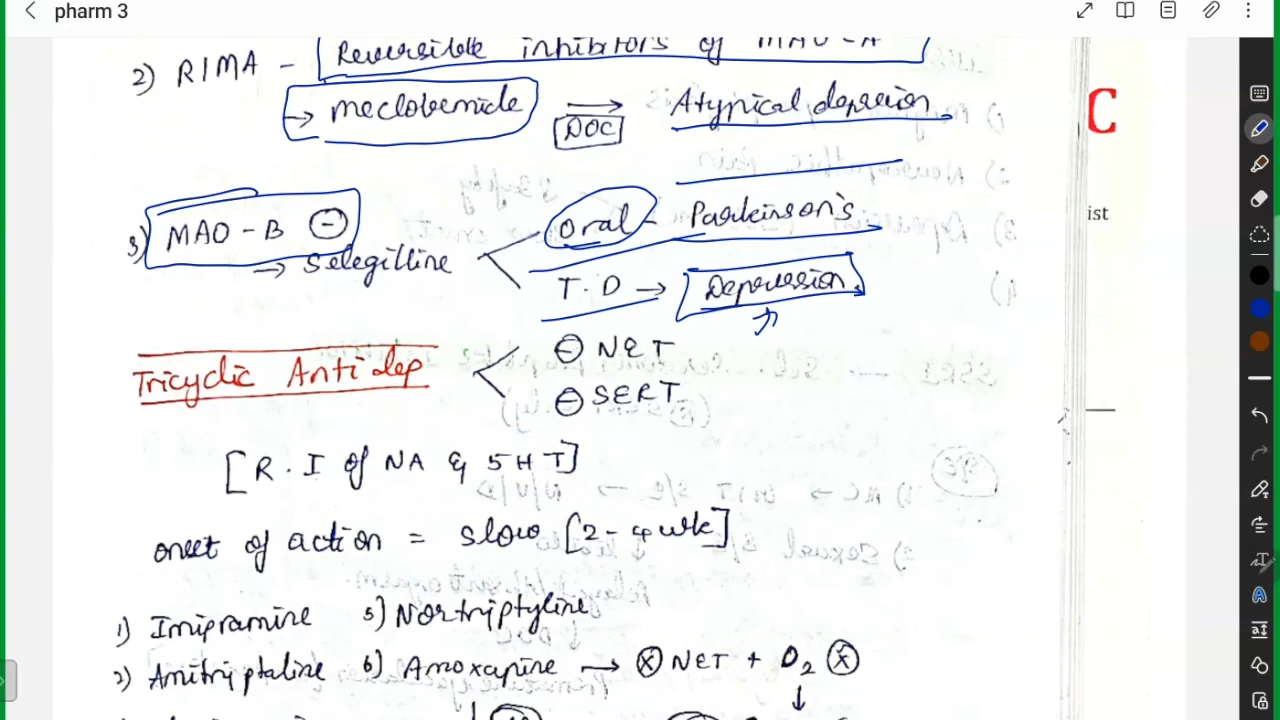 pharm 3
2) RIMA - Reversible inhibitors of MAO-A
→ meclobemide → DOC Atypical depression
C
3) MAO-B ⊖
→ Selegilline
Oral - Parkinson's
T.D → Depression
ist
Tricyclic Antidep
⊖ NET
⊖ SERT
[R.I of NA & 5HT]
onset of action = slow [2-4 wk]
1) Imipramine 5) Nortriptyline
2) Amitriptaline 6) Amoxapine → ⓧ NET + D2 ⓧ
↓